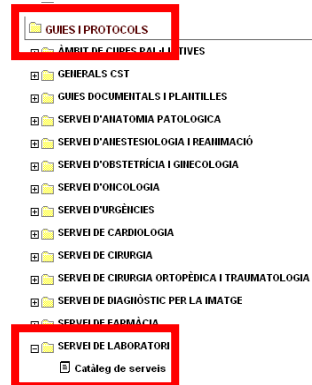 GUIES I PROTOCOLS
ÀMBIT DE CURES PAL·LIATIVES
GENERALS CST
GUIES DOCUMENTALS I PLANTILLES
SERVEI D'ANATOMIA PATOLOGICA
SERVEI D'ANESTESIOLOGIA I REANIMACIÓ
SERVEI D'OBSTETRÍCIA I GINECOLOGIA
SERVEI D'ONCOLOGIA
SERVEI D'URGÈNCIES
SERVEI DE CARDIOLOGIA
SERVEI DE CIRURGIA
SERVEI DE CIRURGIA ORTOPÈDICA I TRAUMATOLOGIA
SERVEI DE DIAGNÒSTIC PER LA IMATGE
SERVEI DE FARMÀCIA
SERVEI DE LABORATORI
Catàleg de serveis